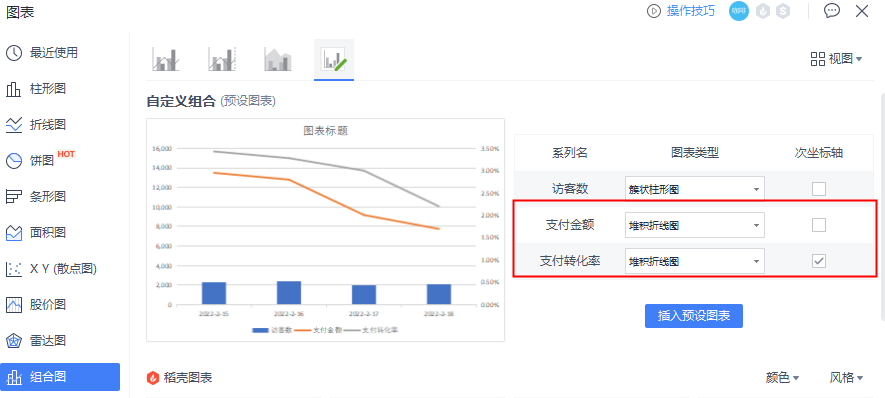 图表
操作技巧
最近使用
柱形图
折线图
饼图 HOT
条形图
面积图
X Y (散点图)
股价图
雷达图
组合图
视图
自定义组合 (预设图表)
图表标题
16,000
14,000
12,000
10,000
8,000
6,000
4,000
2,000
0
3.50%
3.00%
2.50%
2.00%
1.50%
1.00%
0.50%
0.00%
2022-2-15 2022-2-16 2022-2-17 2022-2-18
访客数 支付金额 支付转化率
系列名 图表类型 次坐标轴
访客数 簇状柱形图
支付金额 堆积折线图
支付转化率 堆积折线图
插入预设图表
稻壳图表
颜色
风格